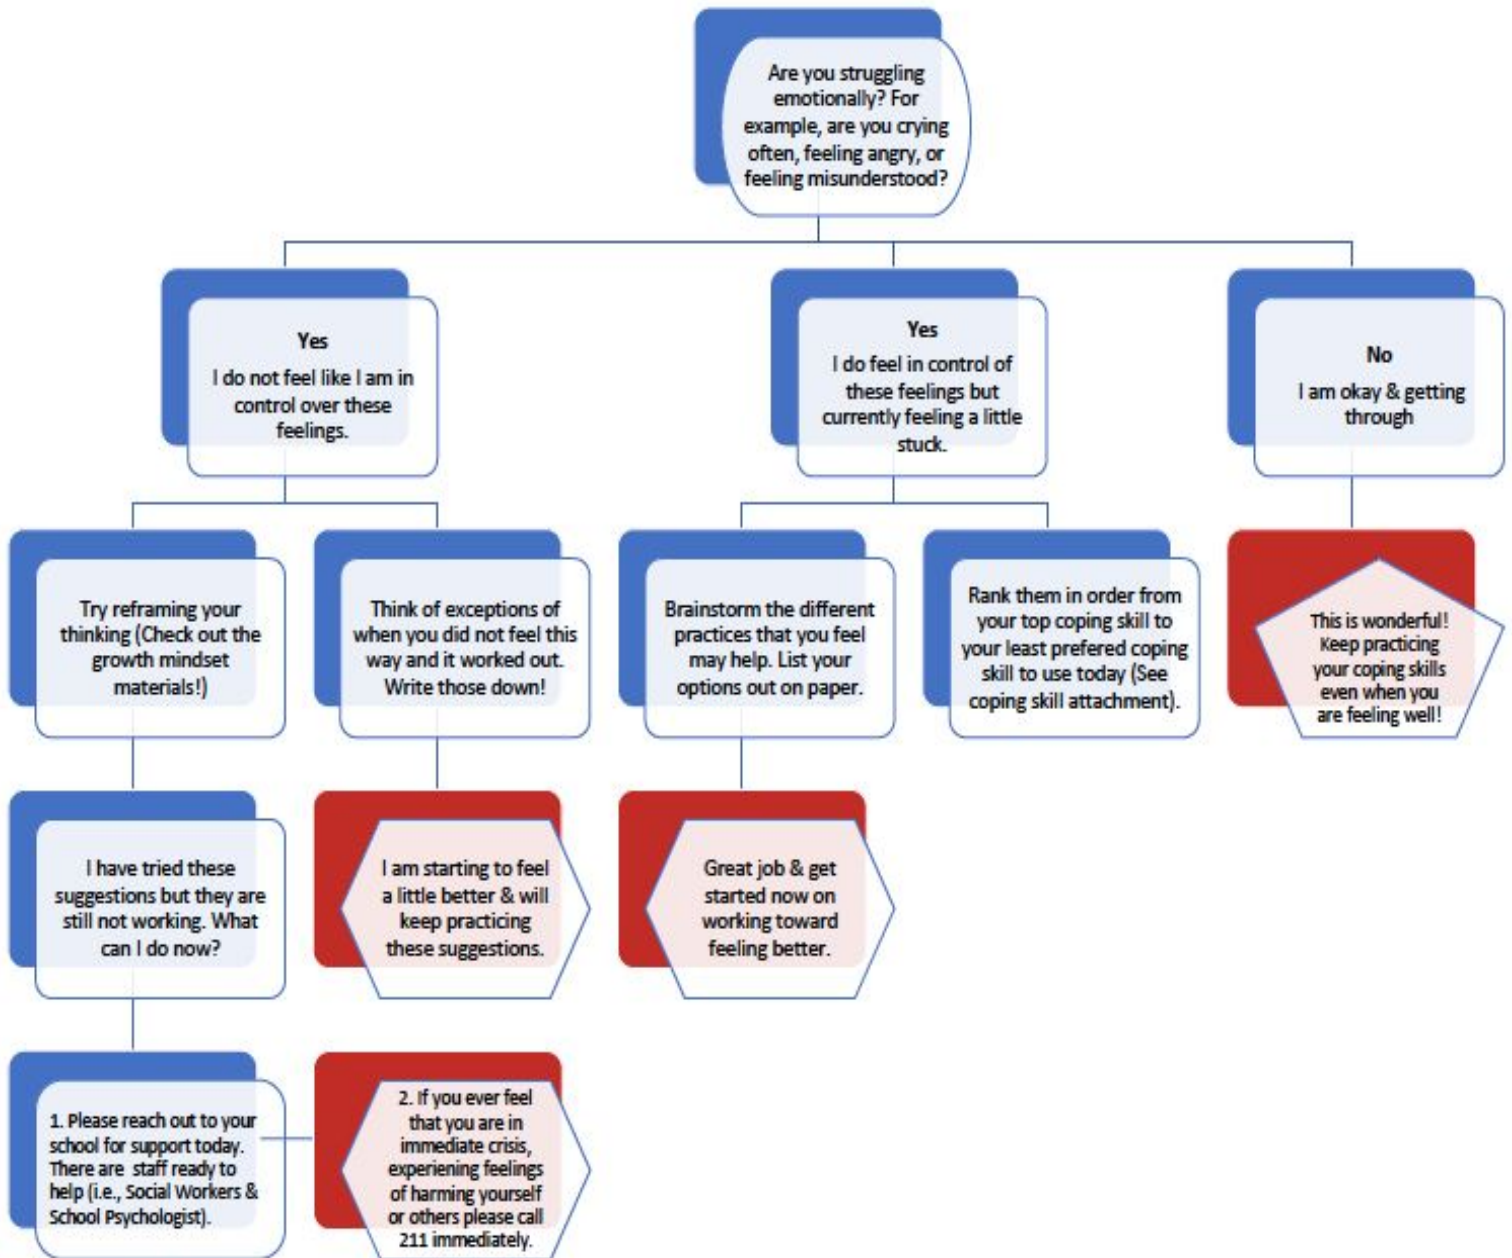 Are you struggling
emotionally? For
example, are you crying
often, feeling angry, or
feeling misunderstood?
Yes
I do not feel like I am in
control over these
feelings.
Yes
I do feel in control of
these feelings but
currently feeling a little
stuck.
No
I am okay & getting
through
Try reframing your
thinking (Check out the
growth mindset
materials!)
Think of exceptions of
when you did not feel this
way and it worked out.
Write those down!
Brainstorm the different
practices that you feel
may help. List your
options out on paper.
Rank them in order from
your top coping skill to
your least prefered coping
skill to use today (See
coping skill attachment).
This is wonderful!
Keep practicing
your coping skills
even when you
are feeling well!
I have tried these
suggestions but they are
still not working. What
can I do now?
I am starting to feel
a little better & will
keep practicing
these suggestions.
Great job & get
started now on
working toward
feeling better.
1. Please reach out to your
school for support today.
There are staff ready to
help (i.e., Social Workers &
School Psychologist).
2. If you ever feel
that you are in
immediate crisis,
experiencing feelings
of harming yourself
or others please call
211 immediately.